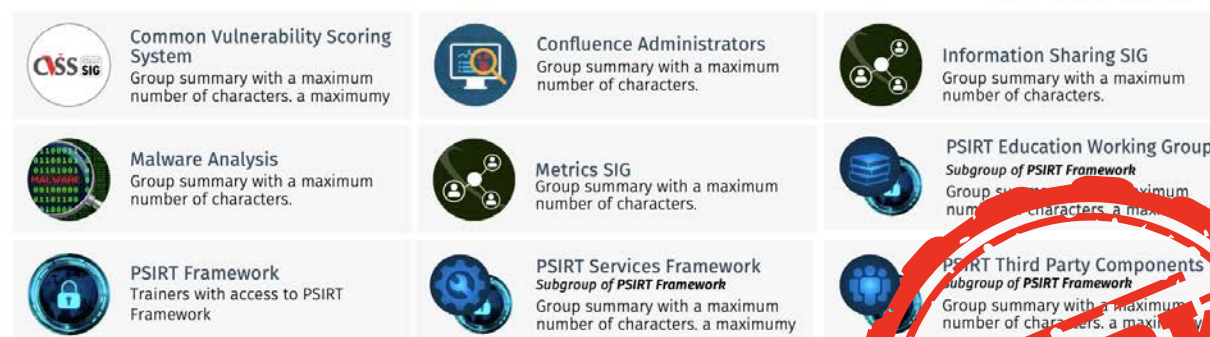 CVSS SIG
Common Vulnerability Scoring
System
Group summary with a maximum
number of characters. a maximumy
Confluence Administrators
Group summary with a maximum
number of characters.
Information Sharing SIG
Group summary with a maximum
number of characters.
MALWARE
Malware Analysis
Group summary with a maximum
number of characters.
Metrics SIG
Group summary with a maximum
number of characters.
PSIRT Education Working Group
Subgroup of PSIRT Framework
Group
characters. a
PSIRT Framework
Trainers with access to PSIRT
Framework
PSIRT Services Framework
Subgroup of PSIRT Framework
Group summary with a maximum
number of characters. a maximumy
PSIRT Third Party Components
Subgroup of PSIRT Framework
Group summary with a maximum
number of a